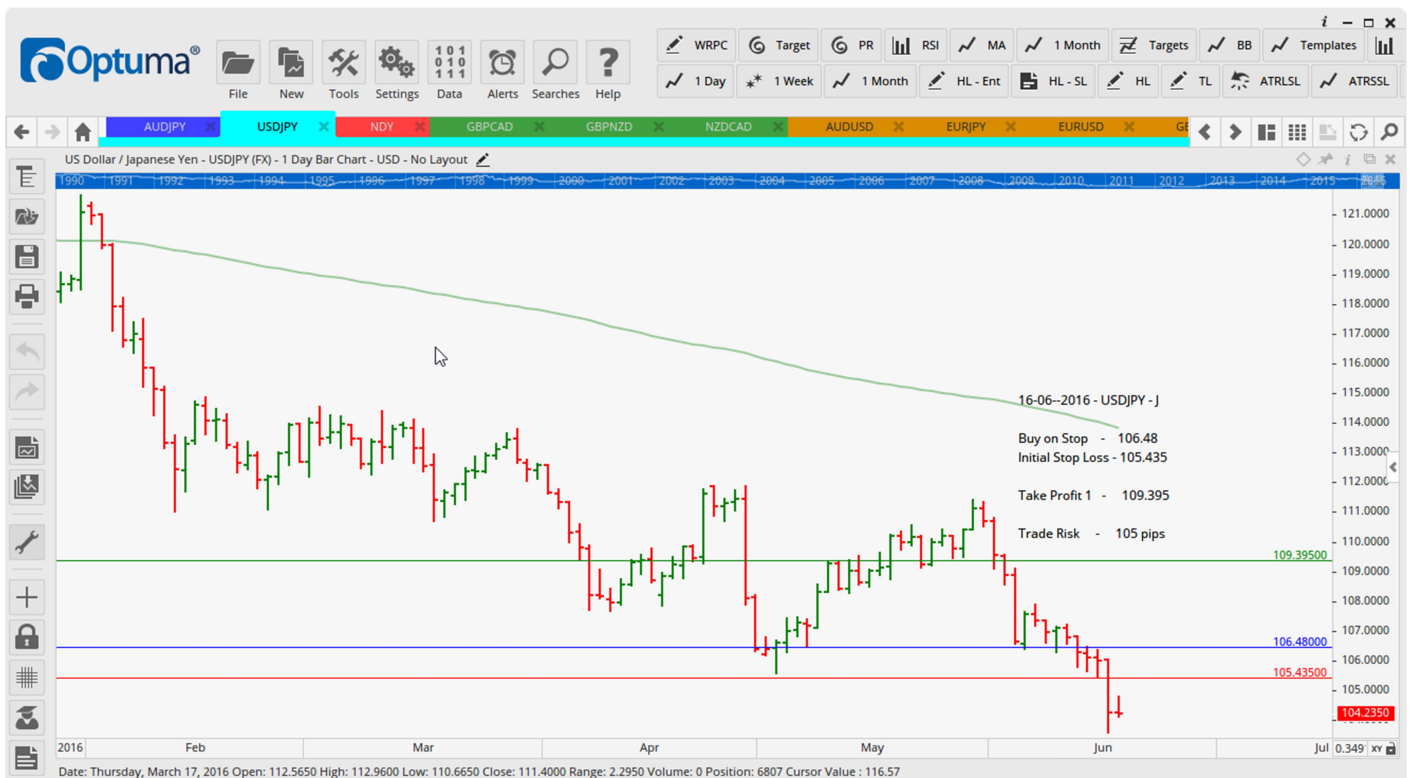 Optuma®
File
New
Tools
Settings
101
010
111
Data
Alerts
Searches
Help
WRPC
Target
PR
RSI
MA
1 Month
Targets
BB
Templates
1 Day
1 Week
1 Month
HL - Ent
HL - SL
HL
TL
ATRLSL
ATRSSL
AUDJPY
USDJPY
NDY
GBPCAD
GBPNZD
NZDCAD
AUDUSD
EURJPY
EURUSD
US Dollar / Japanese Yen - USDJPY (FX) - 1 Day Bar Chart - USD - No Layout
1990 1991 1992 1993 1994 1995 1996 1997 1998 1999 2000 2001 2002 2003 2004 2005 2006 2007 2008 2009 2010 2011 2012 2013 2014 2015
121.0000
120.0000
119.0000
118.0000
117.0000
116.0000
115.0000
114.0000
113.0000
112.0000
111.0000
110.0000
109.0000
108.0000
107.0000
106.0000
105.0000
104.2350
16-06--2016 - USDJPY - J
Buy on Stop - 106.48
Initial Stop Loss - 105.435
Take Profit 1 - 109.395
Trade Risk - 105 pips
109.39500
106.48000
105.43500
2016 Feb Mar Apr May Jun Jul 0.349 XY
Date: Thursday, March 17, 2016 Open: 112.5650 High: 112.9600 Low: 110.6650 Close: 111.4000 Range: 2.2950 Volume: 0 Position: 6807 Cursor Value : 116.57